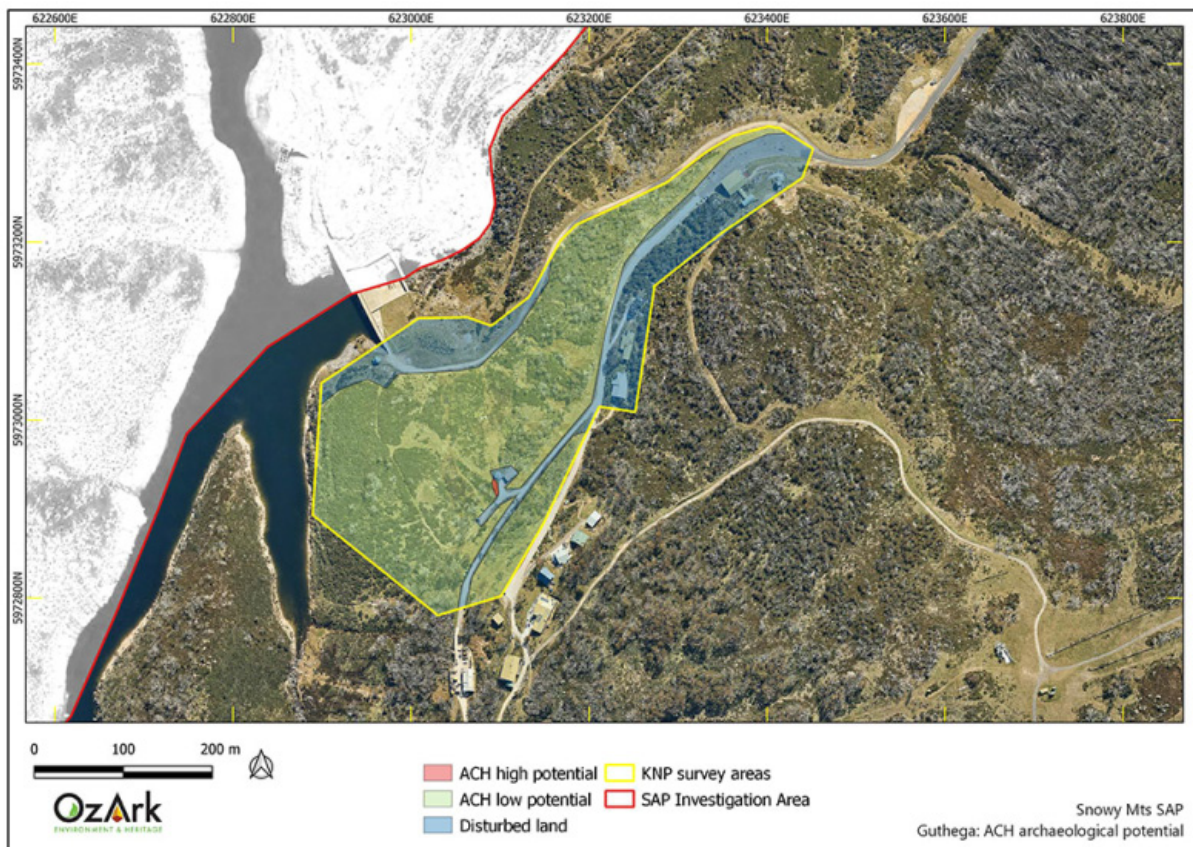 622600E 622800E 623000E 623200E 623400E 623600E 623800E
5973400N
5973200N
5973000N
5972800N
0 100 200 m
ACH high potential
ACH low potential
Disturbed land
KNP survey areas
SAP Investigation Area
OzArk
ENVIRONMENT & HERITAGE
Snowy Mts SAP
Guthega: ACH archaeological potential